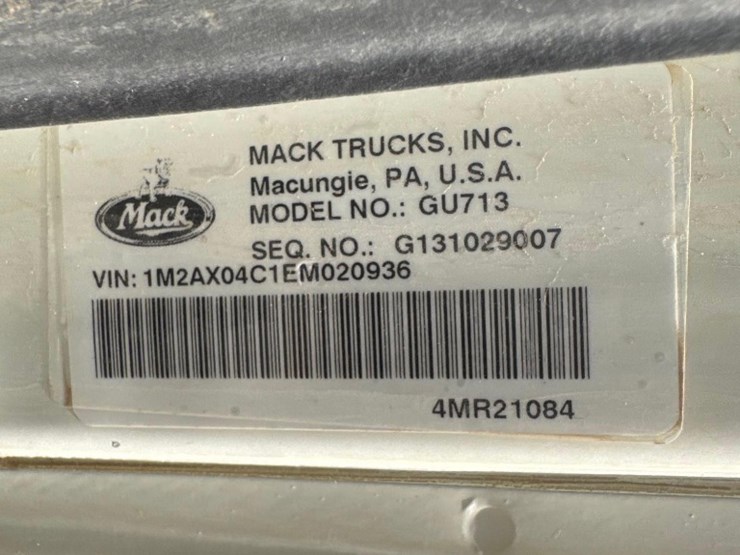 MACK TRUCKS, INC.
Macungie, PA, U.S.A.
Mack
MODEL NO.: GU713
SEQ. NO.: G131029007
VIN: 1M2AX04C1EM020936
4MR21084